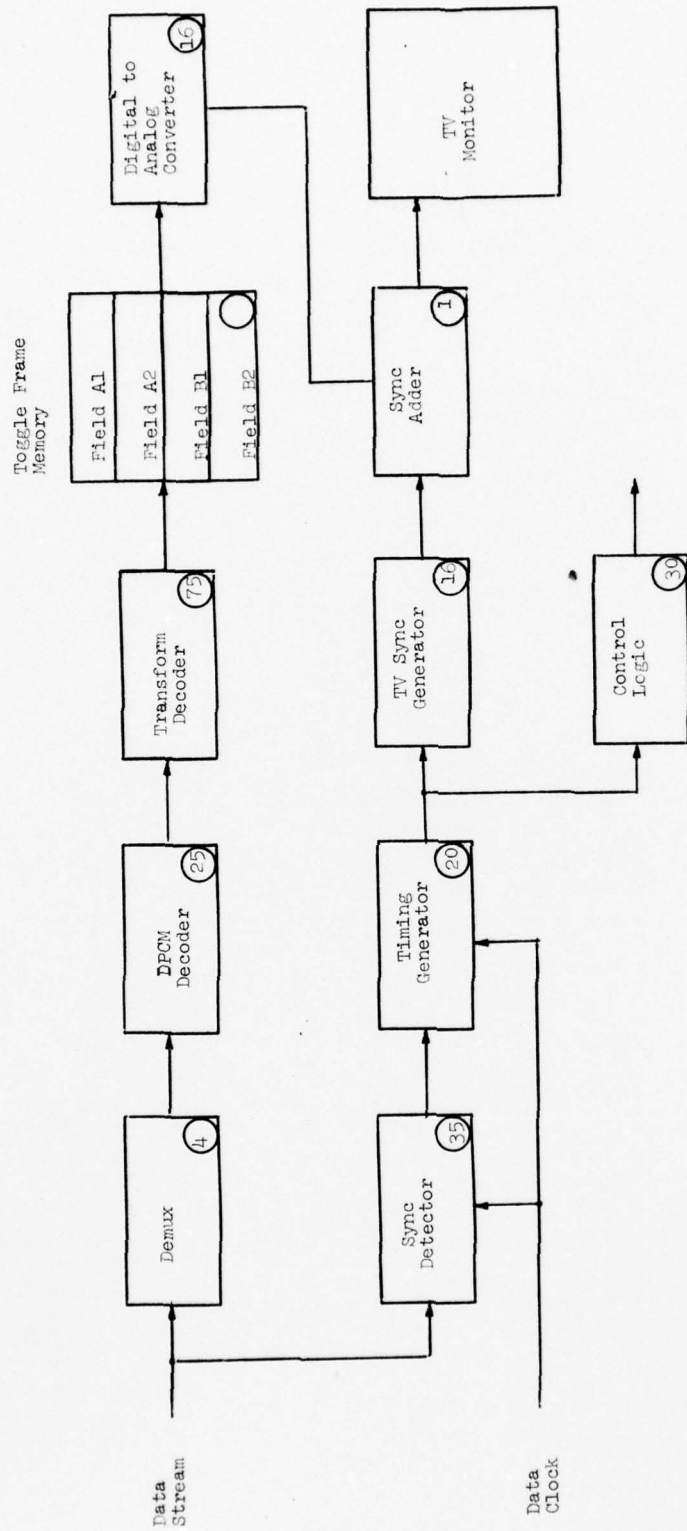 Data
Stream
Demux
4
DPCM
Decoder
25
Transform
Decoder
75
Toggle Frame
Memory
Field A1
Field A2
Field B1
Field B2
Digital to
Analog
Converter
16
Data
Clock
Sync
Detector
35
Timing
Generator
20
TV Sync
Generator
16
Sync
Adder
1
TV
Monitor
Control
Logic
30